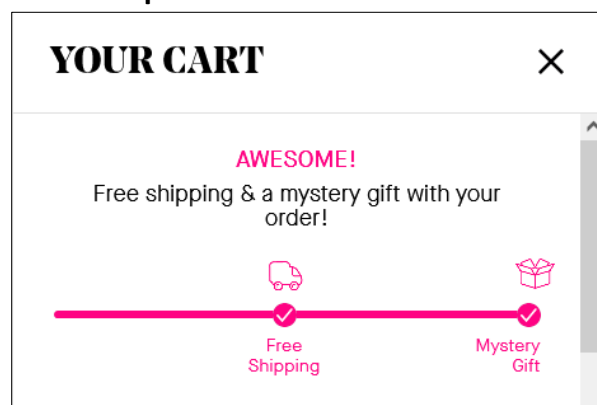 YOUR CART
AWESOME!
Free shipping & a mystery gift with your
order!
Free
Shipping
Mystery
Gift